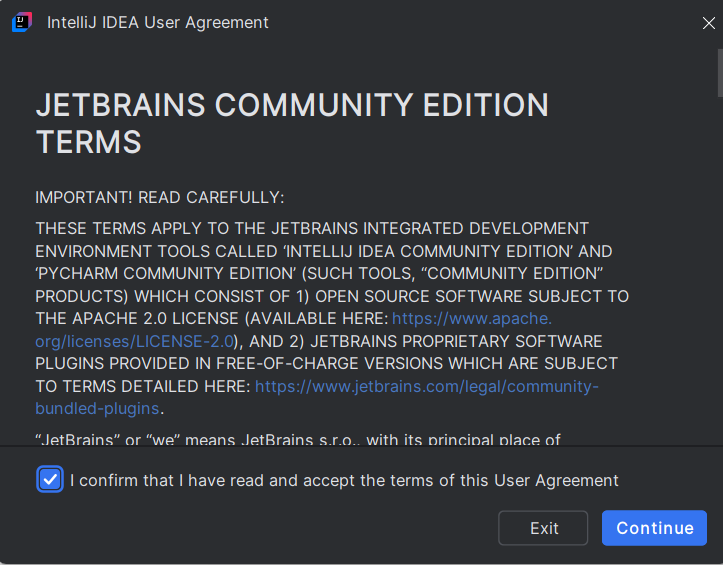 IntelliJ IDEA User Agreement
JETBRAINS COMMUNITY EDITION
TERMS
IMPORTANT! READ CAREFULLY:
THESE TERMS APPLY TO THE JETBRAINS INTEGRATED DEVELOPMENT
ENVIRONMENT TOOLS CALLED ‘INTELLIJ IDEA COMMUNITY EDITION’ AND
‘PYCHARM COMMUNITY EDITION’ (SUCH TOOLS, “COMMUNITY EDITION”
PRODUCTS) WHICH CONSIST OF 1) OPEN SOURCE SOFTWARE SUBJECT TO
THE APACHE 2.0 LICENSE (AVAILABLE HERE: https://www.apache.
org/licenses/LICENSE-2.0), AND 2) JETBRAINS PROPRIETARY SOFTWARE
PLUGINS PROVIDED IN FREE-OF-CHARGE VERSIONS WHICH ARE SUBJECT
TO TERMS DETAILED HERE: https://www.jetbrains.com/legal/community-
bundled-plugins.
“JetBrains” or “we” means JetBrains s.r.o., with its principal place of
I confirm that I have read and accept the terms of this User Agreement
Exit
Continue